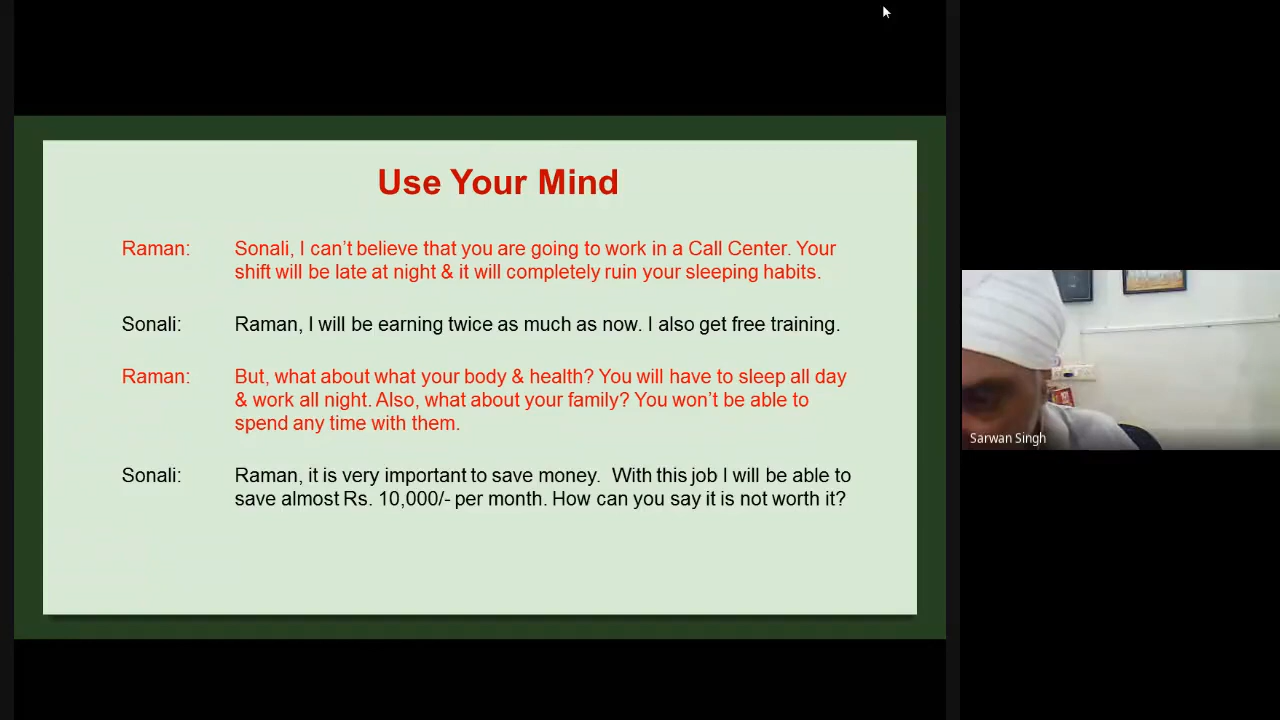 Use Your Mind
Raman: Sonali, I can't believe that you are going to work in a Call Center. Your
shift will be late at night & it will completely ruin your sleeping habits.
Sonali: Raman, I will be earning twice as much as now. I also get free training.
Raman: But, what about what your body & health? You will have to sleep all day
& work all night. Also, what about your family? You won't be able to
spend any time with them.
Sonali: Raman, it is very important to save money.  With this job I will be able to
save almost Rs. 10,000/- per month. How can you say it is not worth it?
Sarwan Singh